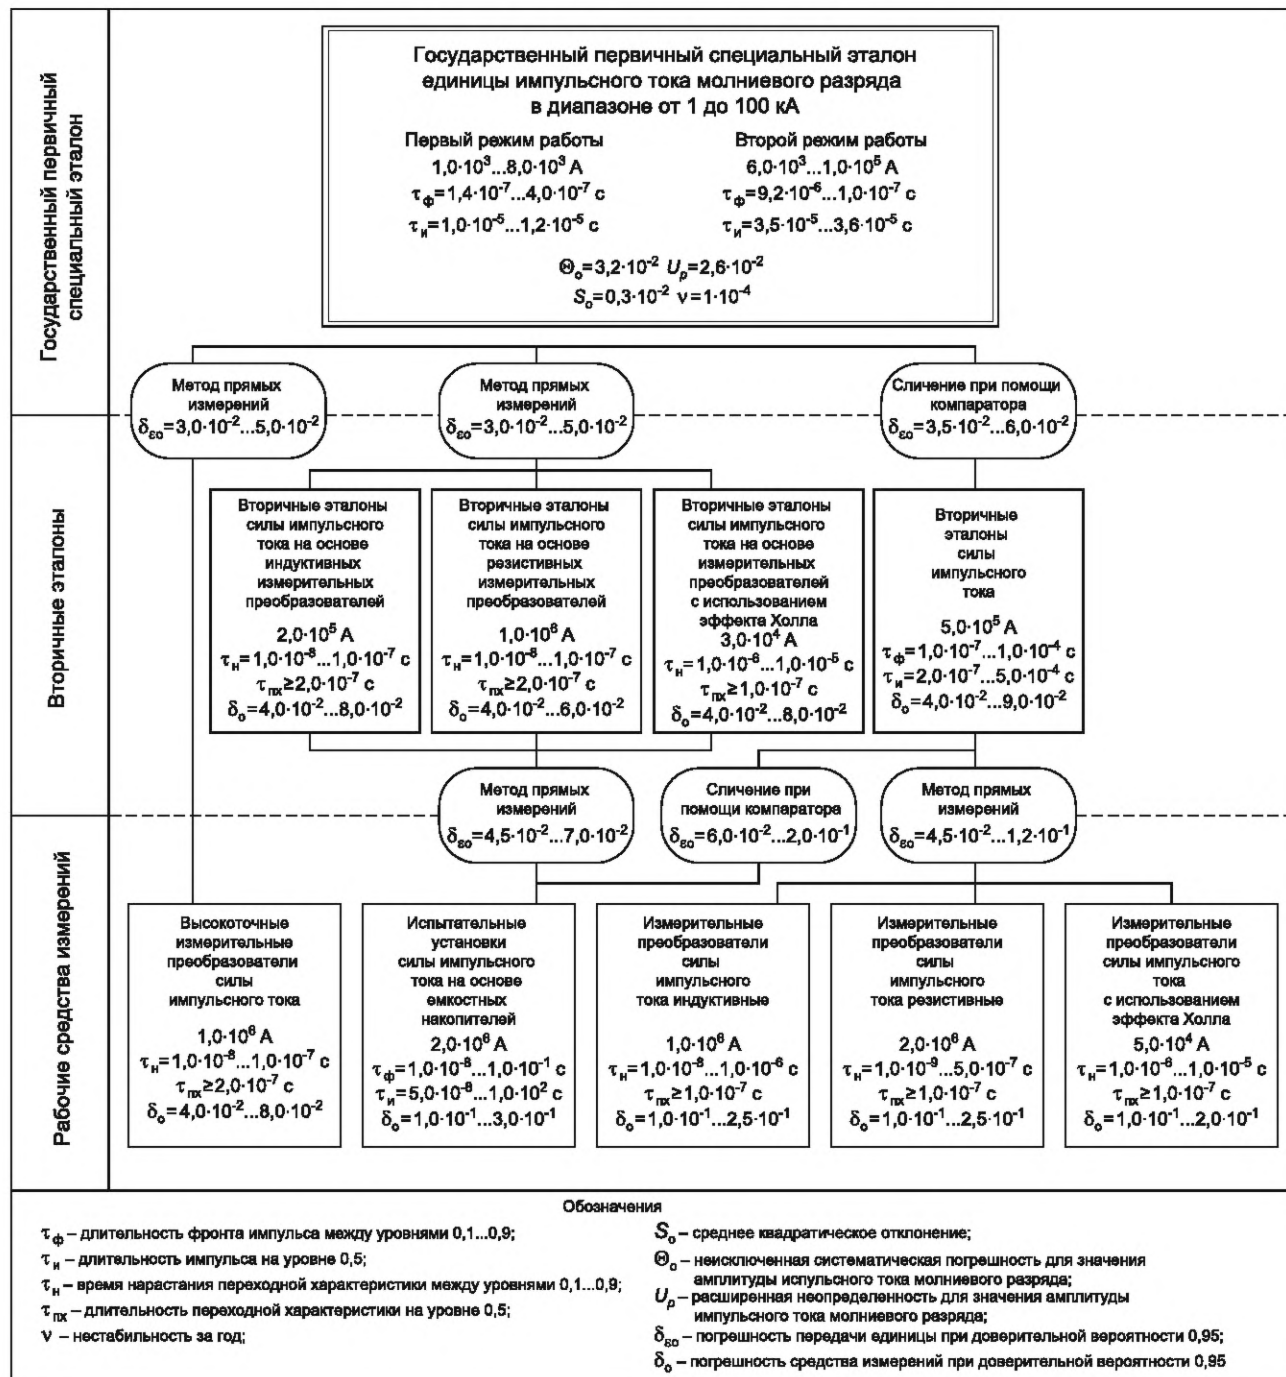 Государственный первичный
специальный эталон
Государственный первичный специальный эталон
единицы импульсного тока молниевого разряда
в диапазоне от 1 до 100 кА
Первый режим работы
1,0·10³...8,0·10³ А
τф=1,4·10⁻⁷...4,0·10⁻⁷ с
τи=1,0·10⁻⁵...1,2·10⁻⁵ с
Второй режим работы
6,0·10³...1,0·10⁵ А
τф=9,2·10⁻⁶...1,0·10⁻⁷ с
τи=3,5·10⁻⁵...3,6·10⁻⁵ с
Θо=3,2·10⁻² Uр=2,6·10⁻²
Sо=0,3·10⁻² ν=1·10⁻⁴
Метод прямых
измерений
δεо=3,0·10⁻²...5,0·10⁻²
Метод прямых
измерений
δεо=3,0·10⁻²...5,0·10⁻²
Сличение при помощи
компаратора
δεо=3,5·10⁻²...6,0·10⁻²
Вторичные эталоны
Вторичные эталоны
силы импульсного
тока на основе
индуктивных
измерительных
преобразователей
2,0·10⁵ А
τн=1,0·10⁻⁸...1,0·10⁻⁷ с
τпх≥2,0·10⁻⁷ с
δо=4,0·10⁻²...8,0·10⁻²
Вторичные эталоны
силы импульсного
тока на основе
резистивных
измерительных
преобразователей
1,0·10⁶ А
τн=1,0·10⁻⁸...1,0·10⁻⁷ с
τпх≥2,0·10⁻⁷ с
δо=4,0·10⁻²...6,0·10⁻²
Вторичные эталоны
силы импульсного
тока на основе
измерительных
преобразователей
с использованием
эффекта Холла
3,0·10⁴ А
τн=1,0·10⁻⁶...1,0·10⁻⁵ с
τпх≥1,0·10⁻⁷ с
δо=4,0·10⁻²...8,0·10⁻²
Вторичные
эталоны
силы
импульсного
тока
5,0·10⁵ А
τф=1,0·10⁻⁷...1,0·10⁻⁴ с
τи=2,0·10⁻⁷...5,0·10⁻⁴ с
δо=4,0·10⁻²...9,0·10⁻²
Метод прямых
измерений
δεо=4,5·10⁻²...7,0·10⁻²
Сличение при
помощи компаратора
δεо=6,0·10⁻²...2,0·10⁻¹
Метод прямых
измерений
δεо=4,5·10⁻²...1,2·10⁻¹
Рабочие средства измерений
Высокоточные
измерительные
преобразователи
силы
импульсного тока
1,0·10⁶ А
τн=1,0·10⁻⁸...1,0·10⁻⁷ с
τпх≥2,0·10⁻⁷ с
δо=4,0·10⁻²...8,0·10⁻²
Испытательные
установки
силы импульсного
тока на основе
емкостных
накопителей
2,0·10⁶ А
τф=1,0·10⁻⁸...1,0·10⁻¹ с
τи=5,0·10⁻⁸...1,0·10² с
δо=1,0·10⁻¹...3,0·10⁻¹
Измерительные
преобразователи
силы
импульсного
тока индуктивные
1,0·10⁶ А
τн=1,0·10⁻⁸...1,0·10⁻⁶ с
τпх≥1,0·10⁻⁷ с
δо=1,0·10⁻¹...2,5·10⁻¹
Измерительные
преобразователи
силы
импульсного
тока резистивные
2,0·10⁶ А
τн=1,0·10⁻⁹...5,0·10⁻⁷ с
τпх≥1,0·10⁻⁷ с
δо=1,0·10⁻¹...2,5·10⁻¹
Измерительные
преобразователи
силы импульсного
тока
с использованием
эффекта Холла
5,0·10⁴ А
τн=1,0·10⁻⁶...1,0·10⁻⁵ с
τпх≥1,0·10⁻⁷ с
δо=1,0·10⁻¹...2,0·10⁻¹
Обозначения
τф – длительность фронта импульса между уровнями 0,1...0,9;
τи – длительность импульса на уровне 0,5;
τн – время нарастания переходной характеристики между уровнями 0,1...0,9;
τпх – длительность переходной характеристики на уровне 0,5;
ν – нестабильность за год;
Sо – среднее квадратическое отклонение;
Θо – неисключенная систематическая погрешность для значения
амплитуды испульсного тока молниевого разряда;
Uр – расширенная неопределенность для значения амплитуды
импульсного тока молниевого разряда;
δεо – погрешность передачи единицы при доверительной вероятности 0,95;
δо – погрешность средства измерений при доверительной вероятности 0,95